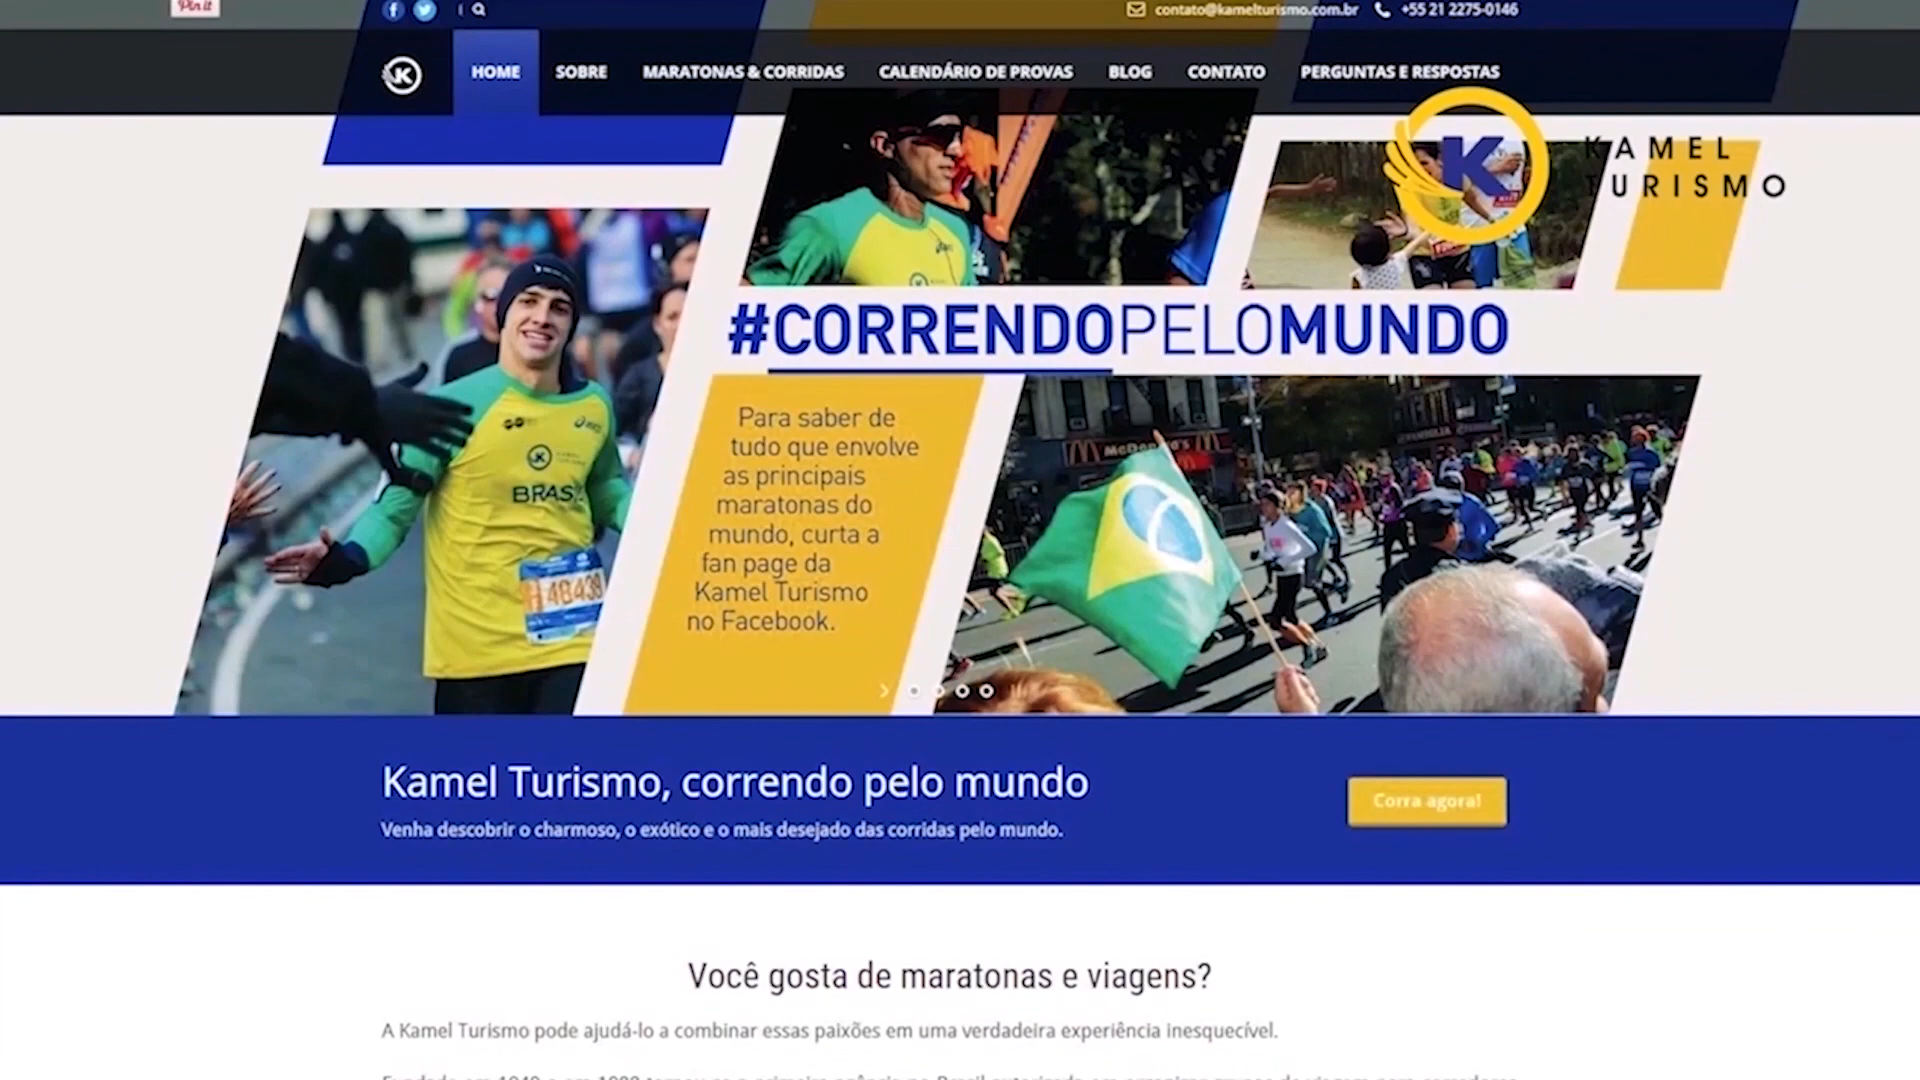 Pin it
contato@kamelturismo.com.br +55 21 2275-0146
K HOME SOBRE MARATONAS & CORRIDAS CALENDÁRIO DE PROVAS BLOG CONTATO PERGUNTAS E RESPOSTAS
K KAMEL
TURISMO
#CORRENDOPELOMUNDO
Para saber de
tudo que envolve
as principais
maratonas do
mundo, curta a
fan page da
Kamel Turismo
no Facebook.
McDonald's
BRASIL
48439
Kamel Turismo, correndo pelo mundo
Corra agora!
Venha descobrir o charmoso, o exótico e o mais desejado das corridas pelo mundo.
Você gosta de maratonas e viagens?
A Kamel Turismo pode ajudá-lo a combinar essas paixões em uma verdadeira experiência inesquecível.